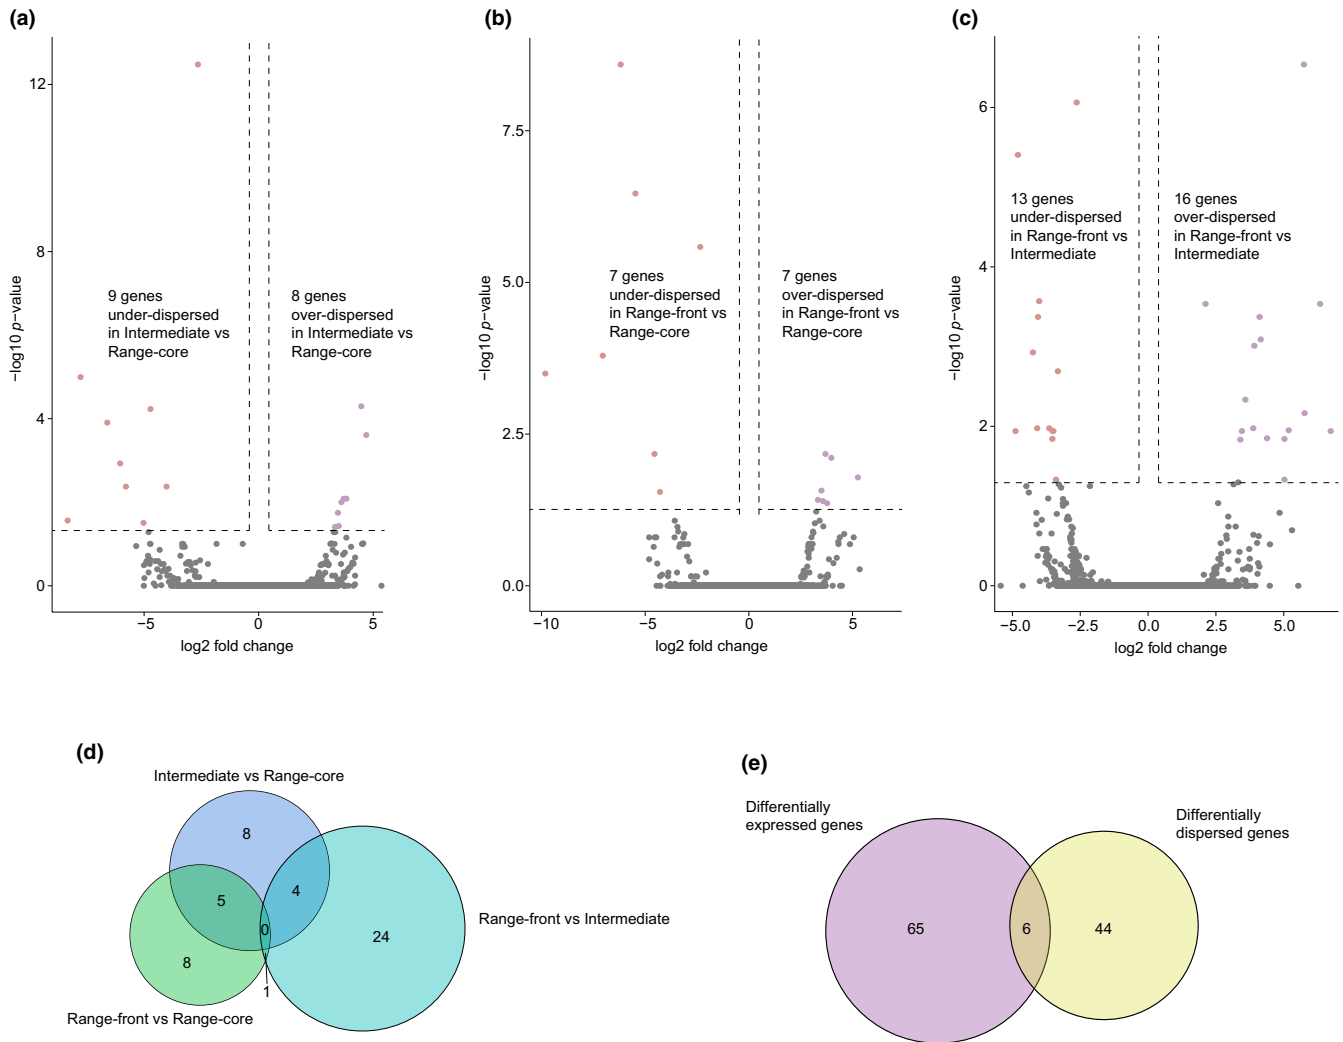 (a)
12
8
4
0
−5
0
5
−log10 p−value
log2 fold change
9 genes
under-dispersed
in Intermediate vs
Range-core
8 genes
over-dispersed
in Intermediate vs
Range-core
(b)
7.5
5.0
2.5
0.0
−10
−5
0
5
−log10 p−value
log2 fold change
7 genes
under-dispersed
in Range-front vs
Range-core
7 genes
over-dispersed
in Range-front vs
Range-core
(c)
6
4
2
0
−5.0
−2.5
0.0
2.5
5.0
−log10 p−value
log2 fold change
13 genes
under-dispersed
in Range-front vs
Intermediate
16 genes
over-dispersed
in Range-front vs
Intermediate
(d)
Intermediate vs Range-core
8
5
4
0
24
8
1
Range-front vs Intermediate
Range-front vs Range-core
(e)
Differentially
expressed genes
Differentially
dispersed genes
65
6
44